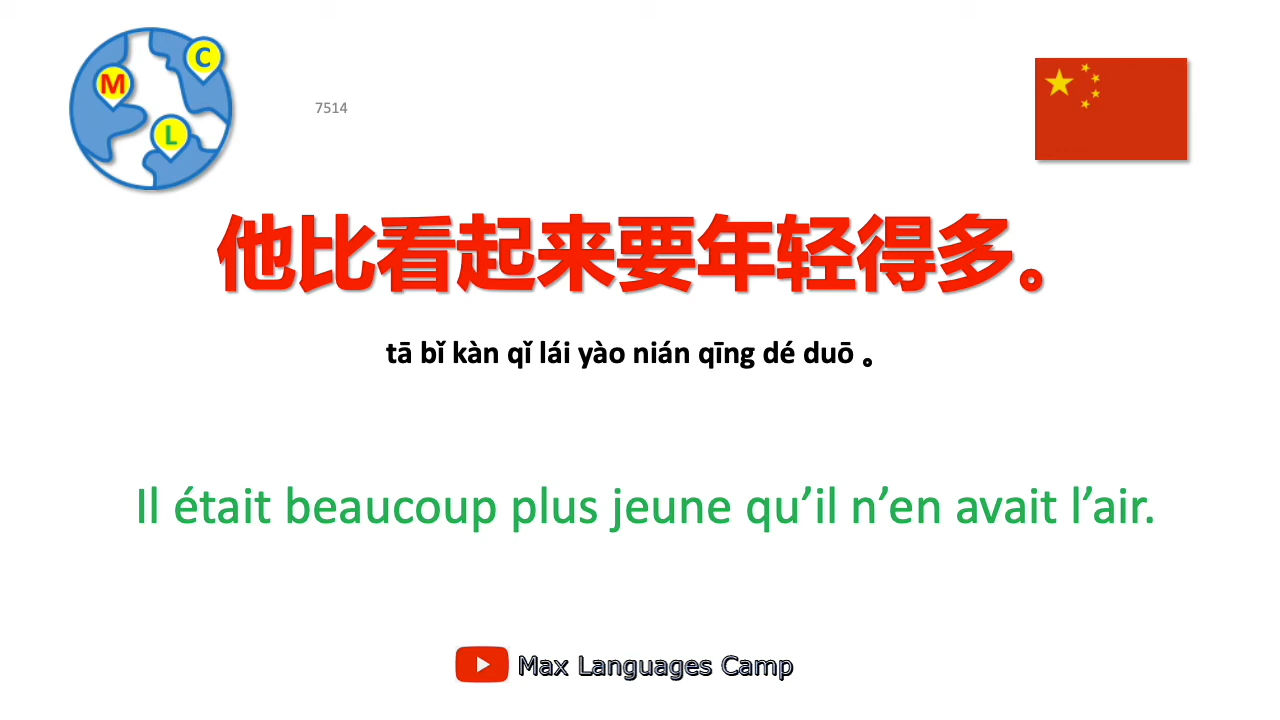 M
C
L
7514
他比看起来要年轻得多。
tā bǐ kàn qǐ lái yào nián qīng dé duō 。
Il était beaucoup plus jeune qu’il n’en avait l’air.
Max Languages Camp